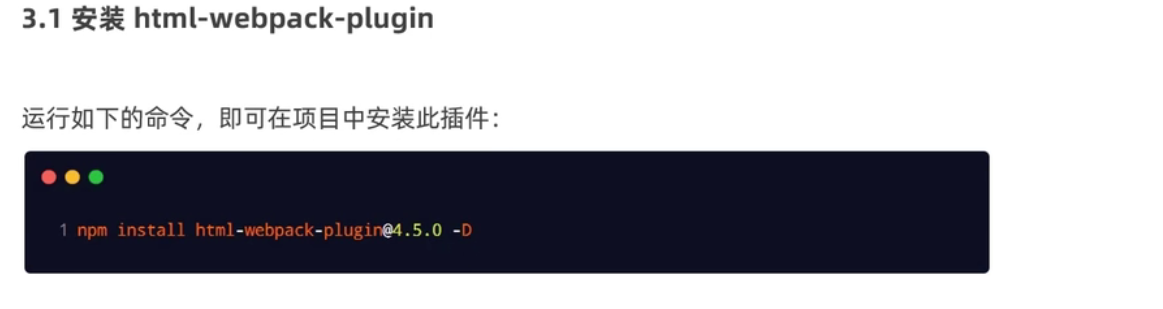 3.1 安装 html-webpack-plugin
运行如下的命令，即可在项目中安装此插件：
1 npm install html-webpack-plugin@4.5.0 -D